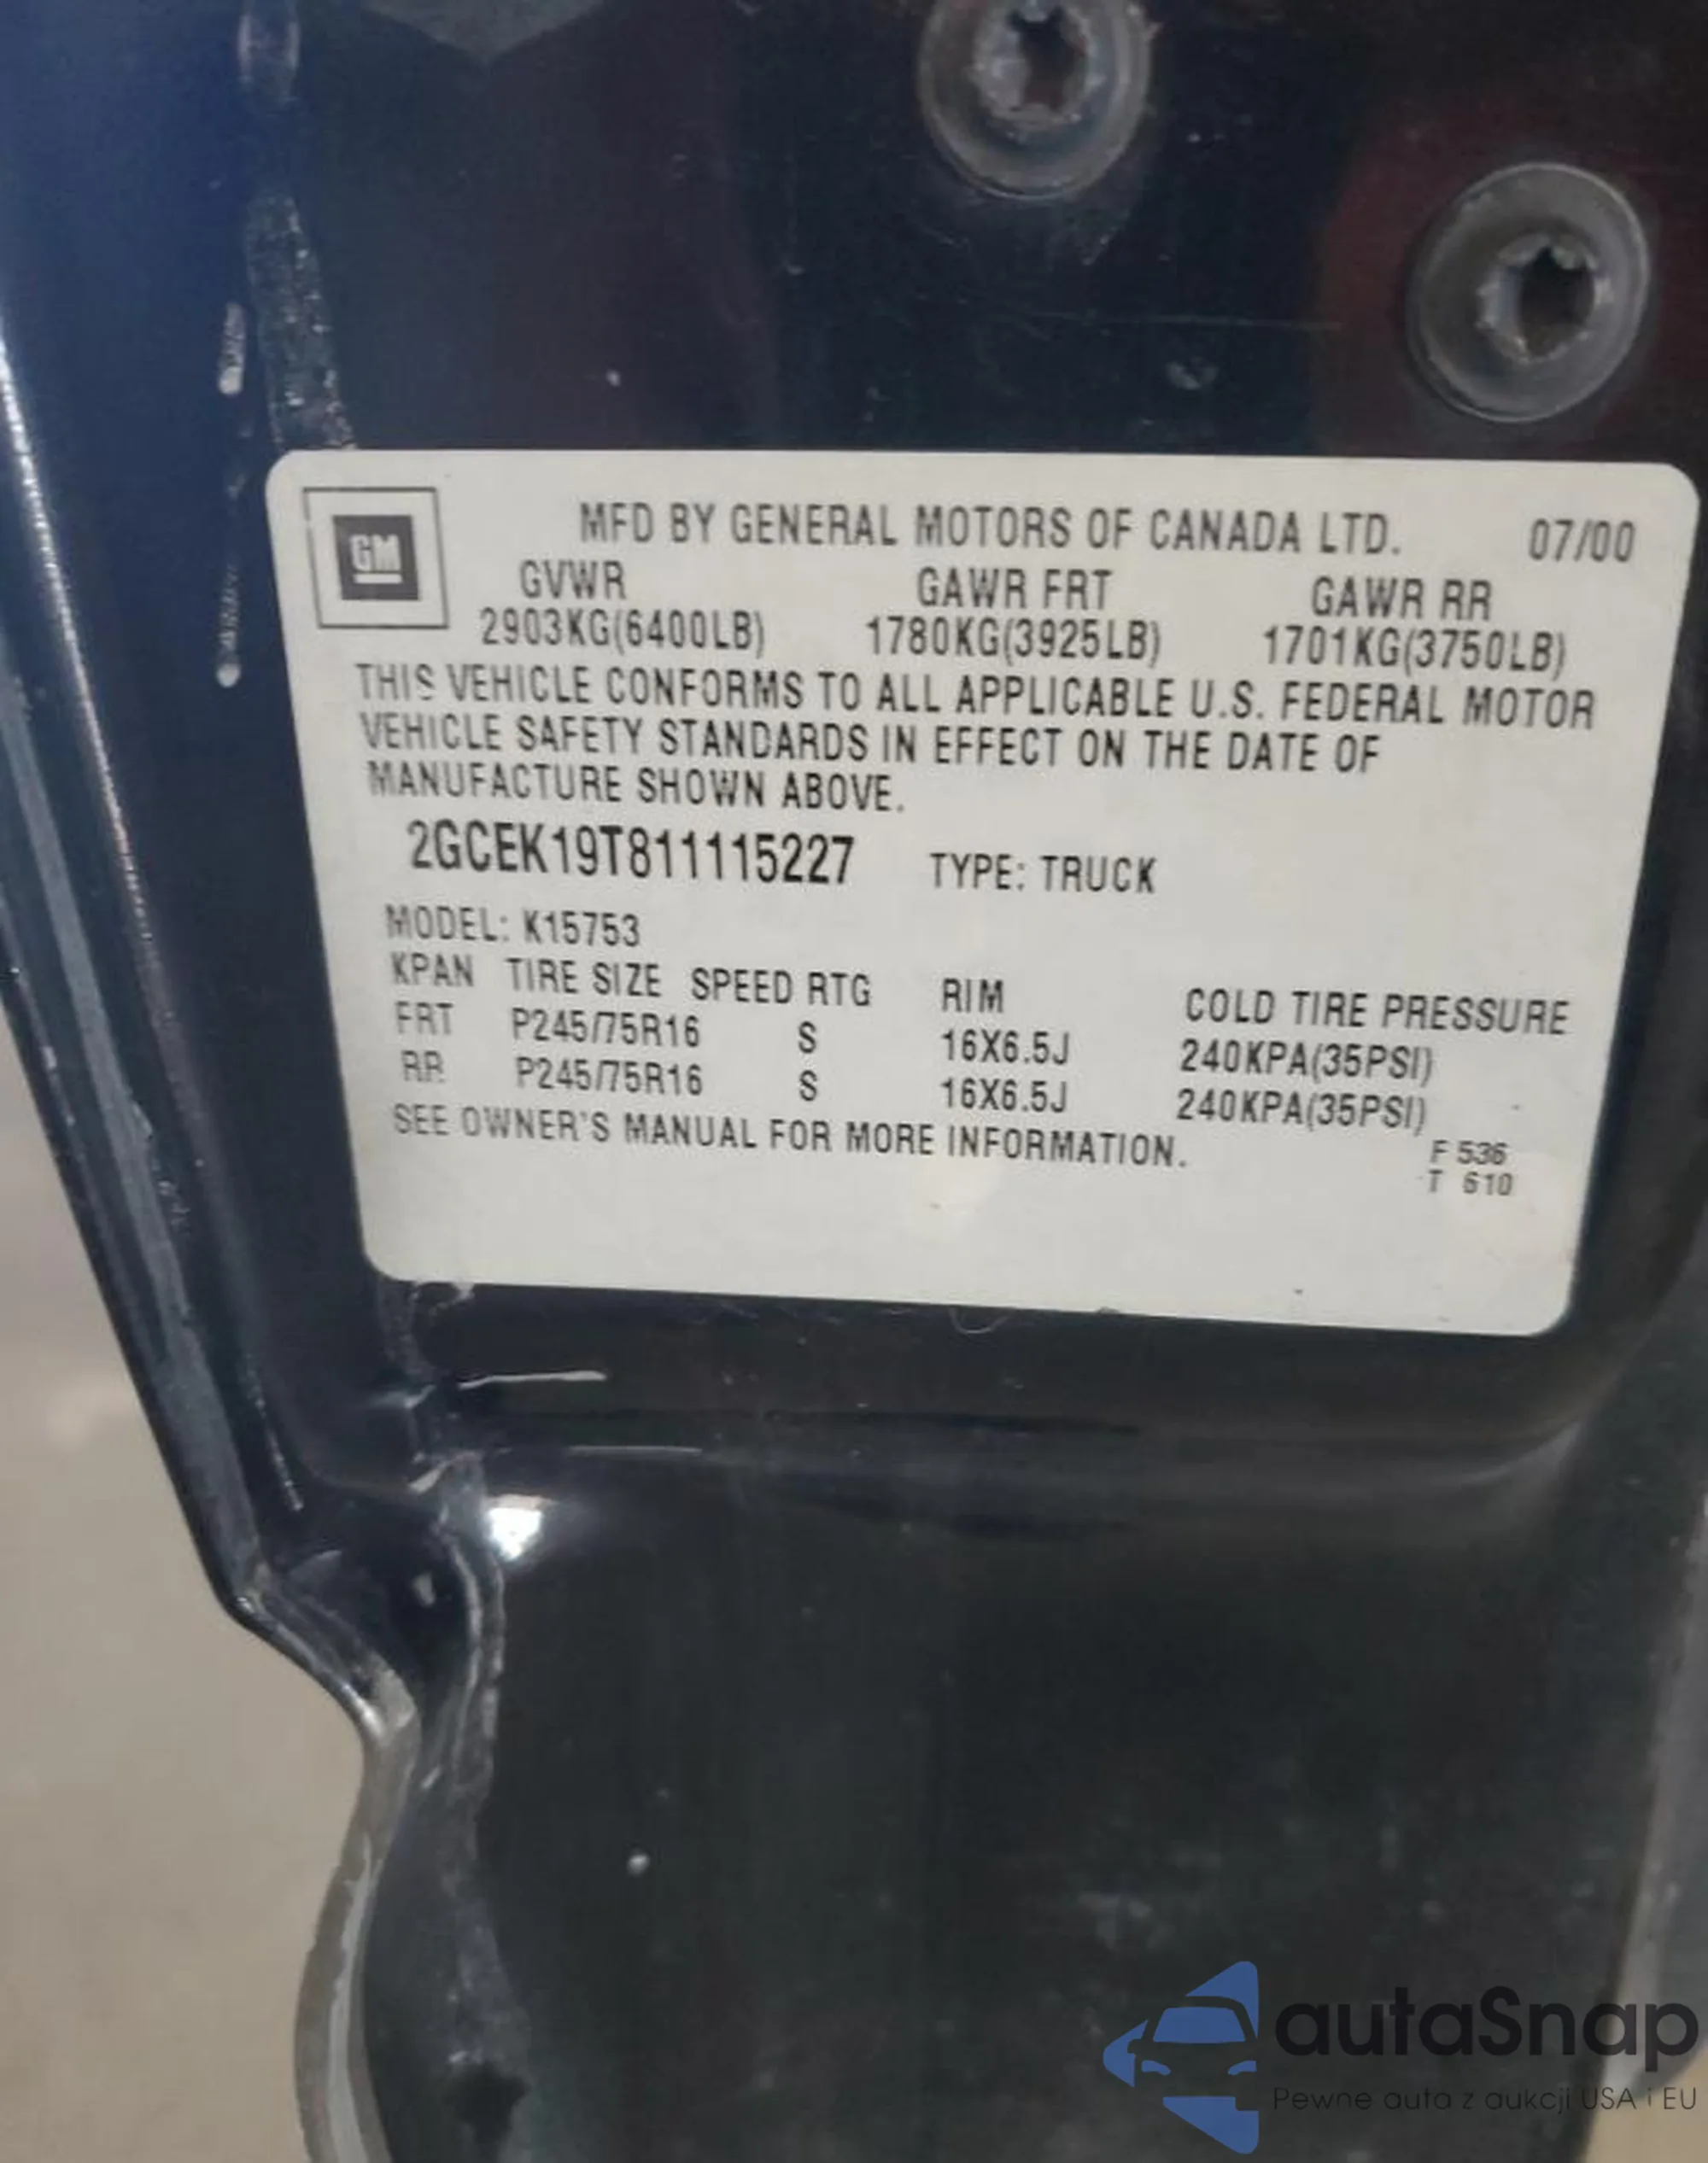 GM
MFD BY GENERAL MOTORS OF CANADA LTD. 07/00
GVWR GAWR FRT GAWR RR
2903KG(6400LB) 1780KG(3925LB) 1701KG(3750LB)
THIS VEHICLE CONFORMS TO ALL APPLICABLE U.S. FEDERAL MOTOR
VEHICLE SAFETY STANDARDS IN EFFECT ON THE DATE OF
MANUFACTURE SHOWN ABOVE.
2GCEK19T811115227 TYPE: TRUCK
MODEL: K15753
KPAN TIRE SIZE SPEED RTG RIM COLD TIRE PRESSURE
FRT P245/75R16 S 16X6.5J 240KPA(35PSI)
RR P245/75R16 S 16X6.5J 240KPA(35PSI)
SEE OWNER'S MANUAL FOR MORE INFORMATION.
F 536
T 610
autaSnap
Pewne auta z aukcji USA i EU